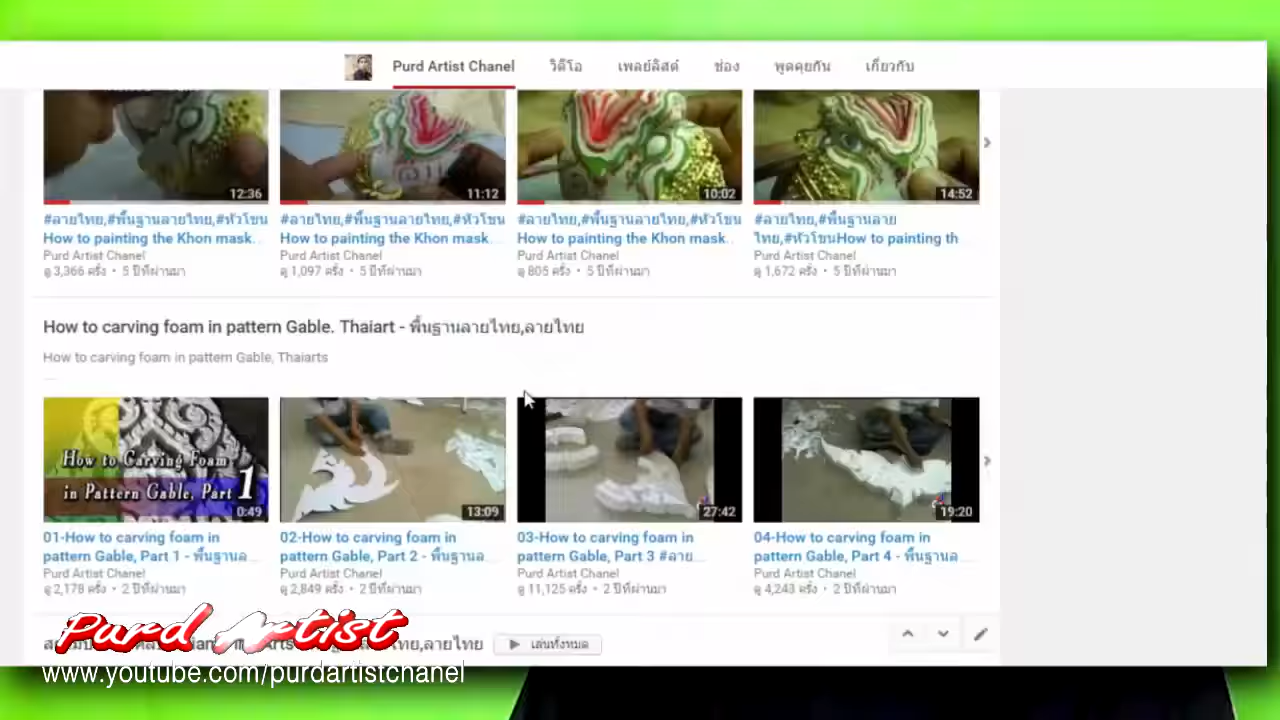 Purd Artist Chanel วิดีโอ เพลย์ลิสต์ ช่อง พูดคุยกัน เกี่ยวกับ
12:36 11:12 10:02 14:52
#ลายไทย,#พื้นฐานลายไทย,#หัวโขน #ลายไทย,#พื้นฐานลายไทย,#หัวโขน #ลายไทย,#พื้นฐานลายไทย,#หัวโขน #ลายไทย,#พื้นฐานลาย
How to painting the Khon mask... How to painting the Khon mask... How to painting the Khon mask... ไทย,#หัวโขนHow to painting th
Purd Artist Chanel Purd Artist Chanel Purd Artist Chanel Purd Artist Chanel
ดู 3,366 ครั้ง • 5 ปีที่ผ่านมา ดู 1,097 ครั้ง • 5 ปีที่ผ่านมา ดู 805 ครั้ง • 5 ปีที่ผ่านมา ดู 1,672 ครั้ง • 5 ปีที่ผ่านมา
How to carving foam in pattern Gable. Thaiart - พื้นฐานลายไทย,ลายไทย
How to carving foam in pattern Gable, Thaiarts
How to Carving Foam
in Pattern Gable, Part 1
0:49 13:09 27:42 19:20
01-How to carving foam in 02-How to carving foam in 03-How to carving foam in 04-How to carving foam in
pattern Gable, Part 1 - พื้นฐานล... pattern Gable, Part 2 - พื้นฐานล... pattern Gable, Part 3 #ลาย... pattern Gable, Part 4 - พื้นฐานล...
Purd Artist Chanel Purd Artist Chanel Purd Artist Chanel Purd Artist Chanel
ดู 2,178 ครั้ง • 2 ปีที่ผ่านมา ดู 2,849 ครั้ง • 2 ปีที่ผ่านมา ดู 11,125 ครั้ง • 2 ปีที่ผ่านมา ดู 4,243 ครั้ง • 2 ปีที่ผ่านมา
Purd Artist
ลายไทย เล่นทั้งหมด
www.youtube.com/purdartistchanel